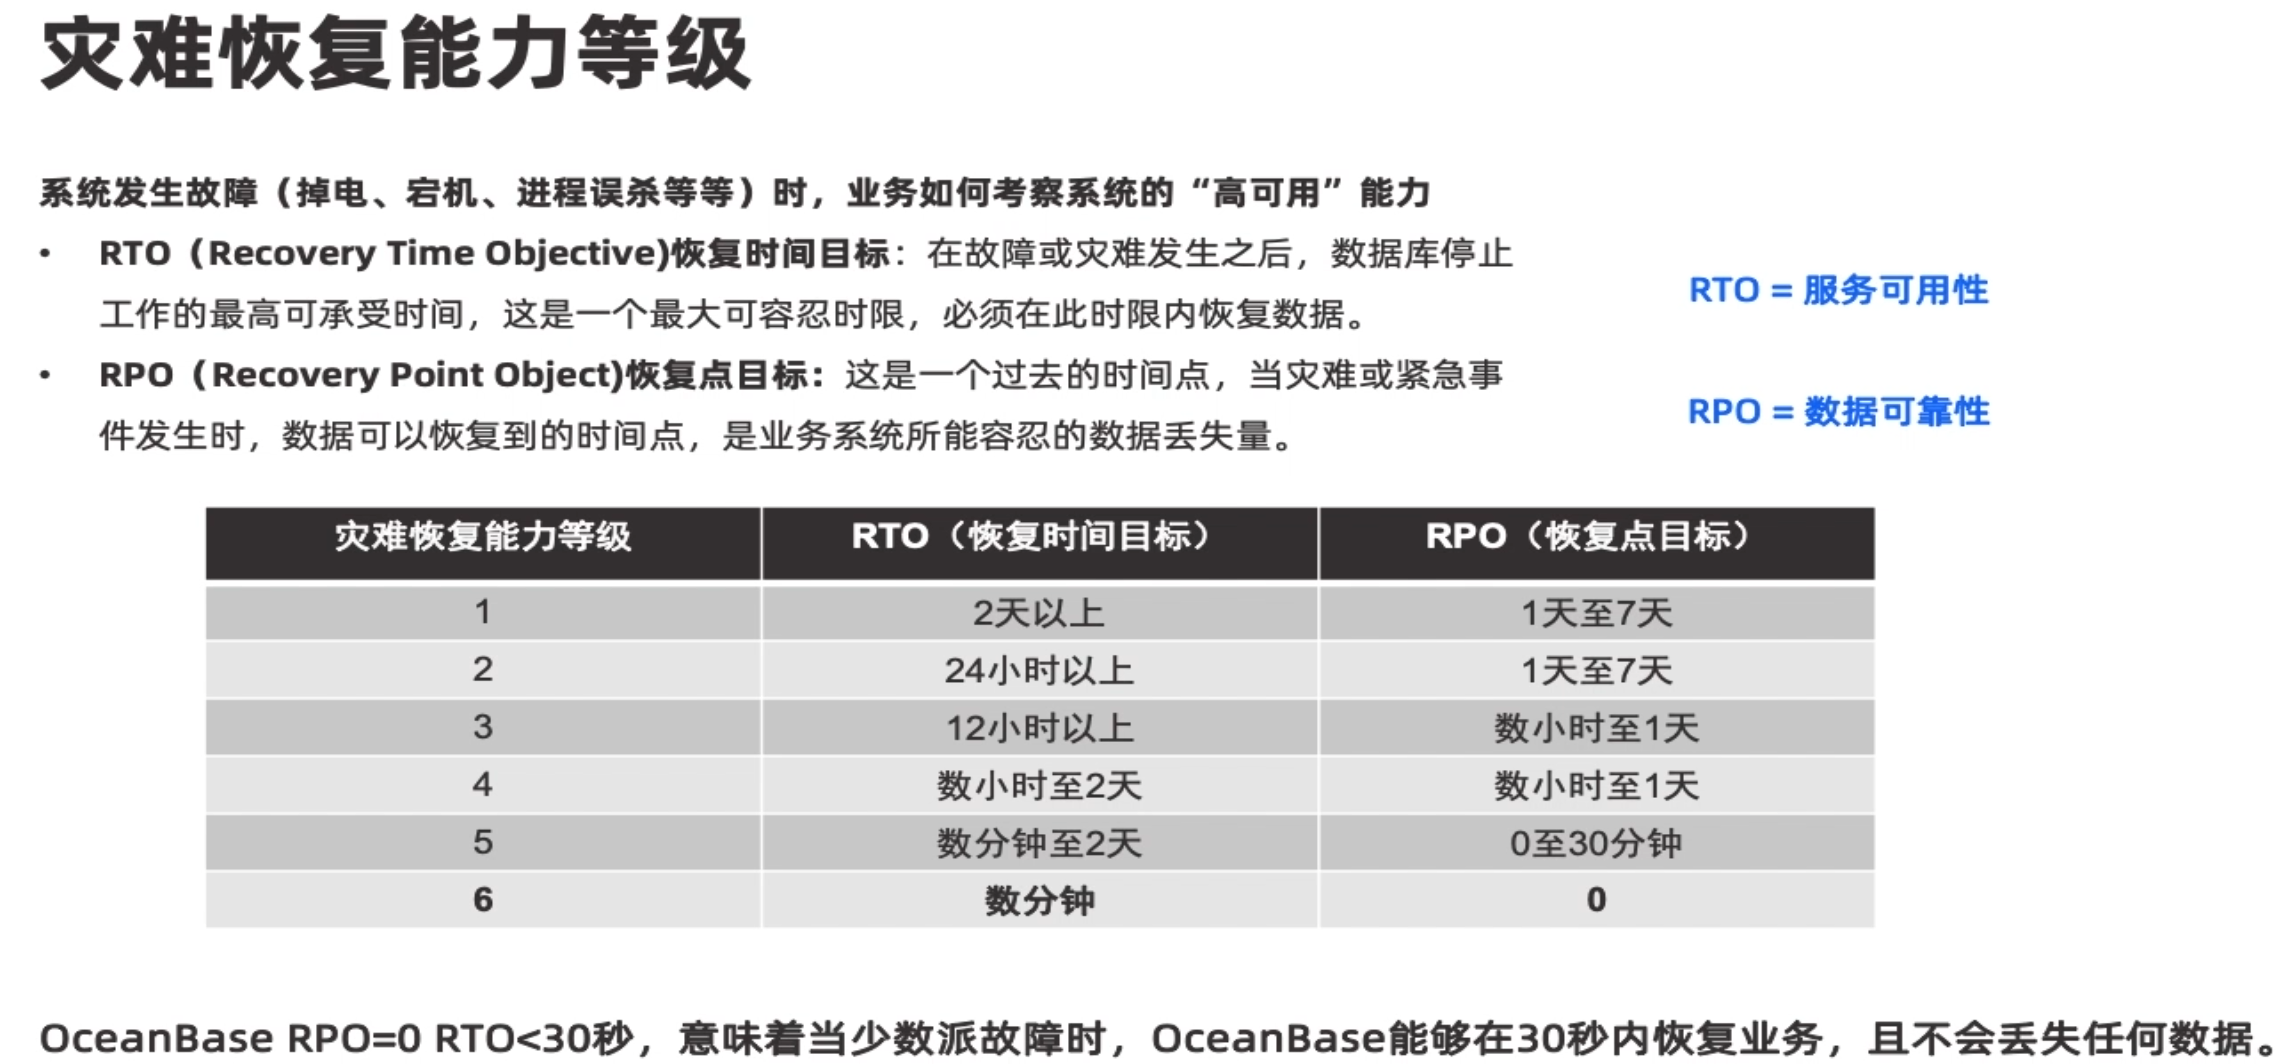 灾难恢复能力等级
系统发生故障（掉电、宕机、进程误杀等等）时，业务如何考察系统的“高可用”能力
• RTO（Recovery Time Objective)恢复时间目标：在故障或灾难发生之后，数据库停止
工作的最高可承受时间，这是一个最大可容忍时限，必须在此时限内恢复数据。
RTO = 服务可用性
• RPO（Recovery Point Object)恢复点目标：这是一个过去的时间点，当灾难或紧急事
件发生时，数据可以恢复到的时间点，是业务系统所能容忍的数据丢失量。
RPO = 数据可靠性
灾难恢复能力等级 RTO（恢复时间目标） RPO（恢复点目标）
1 2天以上 1天至7天
2 24小时以上 1天至7天
3 12小时以上 数小时至1天
4 数小时至2天 数小时至1天
5 数分钟至2天 0至30分钟
6 数分钟 0
OceanBase RPO=0 RTO<30秒，意味着当少数派故障时，OceanBase能够在30秒内恢复业务，且不会丢失任何数据。